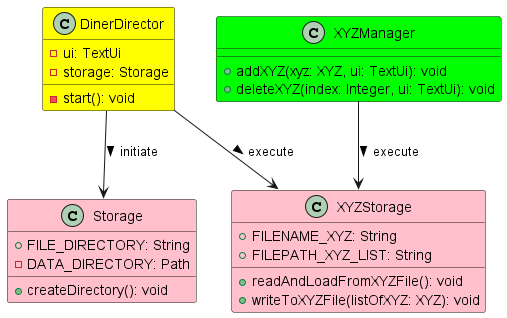 C DinerDirector
ui: TextUi
storage: Storage
start(): void
C XYZManager
addXYZ(xyz: XYZ, ui: TextUi): void
deleteXYZ(index: Integer, ui: TextUi): void
initiate
execute
execute
C Storage
FILE_DIRECTORY: String
DATA_DIRECTORY: Path
createDirectory(): void
C XYZStorage
FILENAME_XYZ: String
FILEPATH_XYZ_LIST: String
readAndLoadFromXYZFile(): void
writeToXYZFile(listOfXYZ: XYZ): void